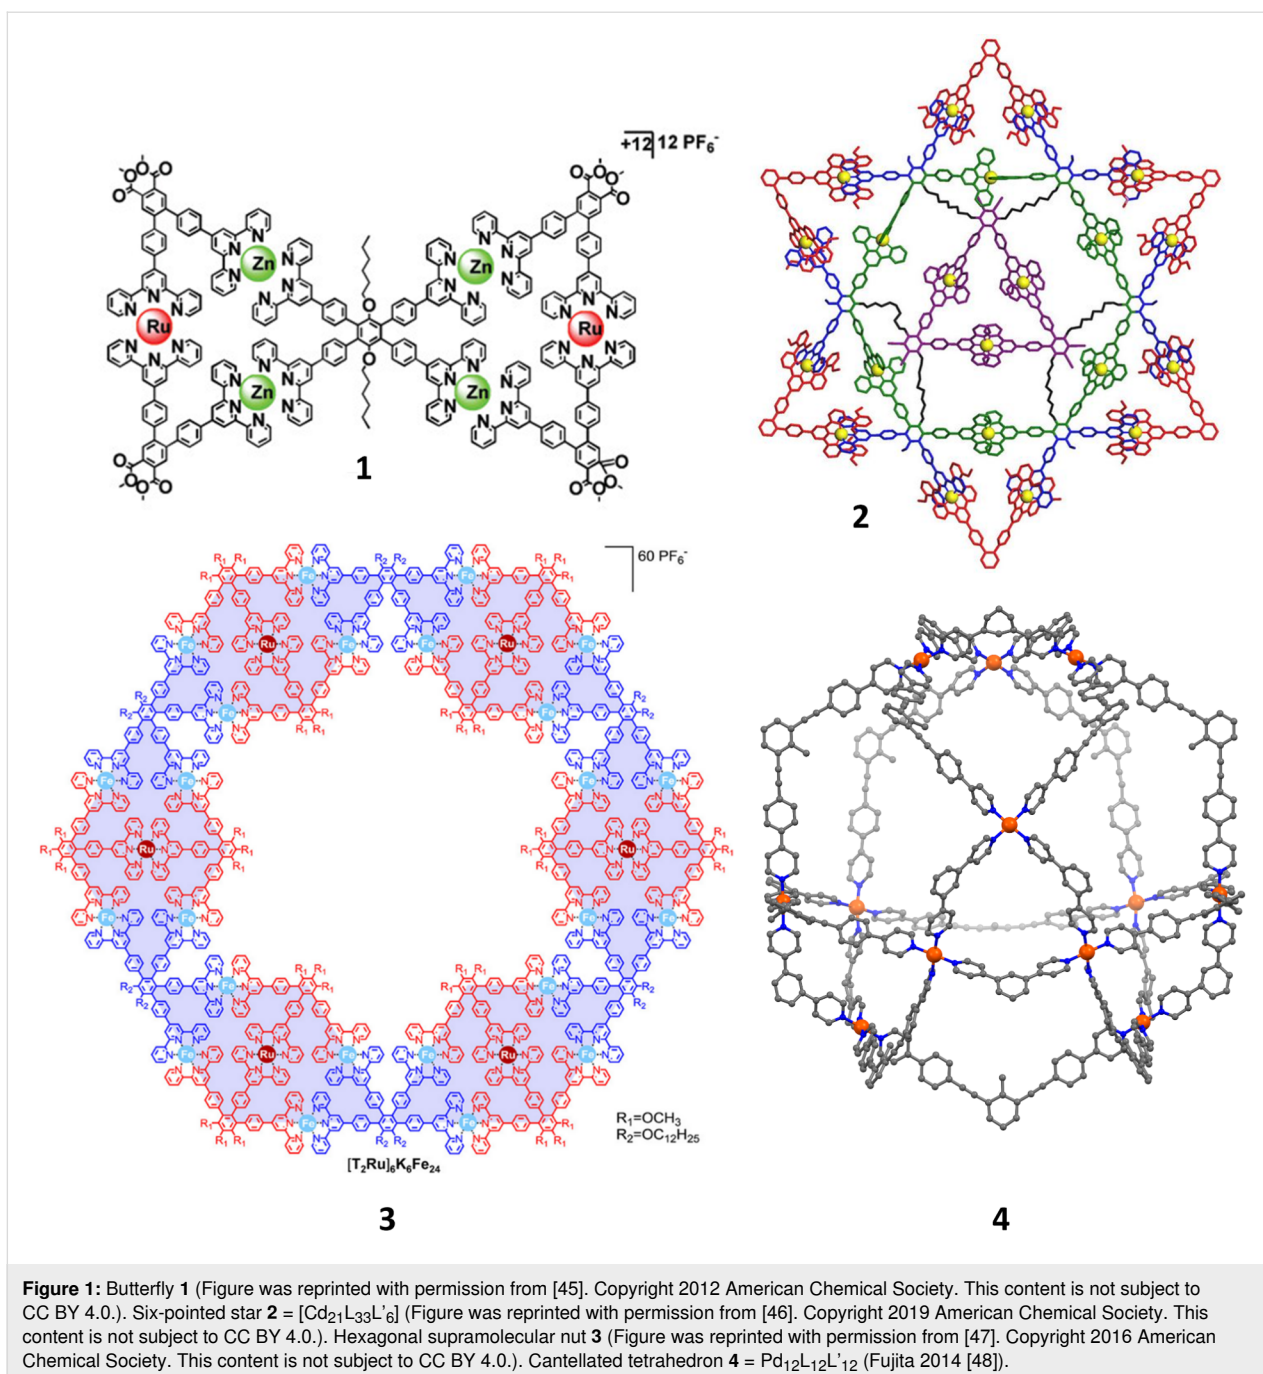 +12 12 PF6-
Zn
Zn
Ru
Ru
Zn
Zn
1
2
60 PF6-
R1=OCH3
R2=OC12H25
[T2Ru]6K6Fe24
3
4
Figure 1: Butterfly 1 (Figure was reprinted with permission from [45]. Copyright 2012 American Chemical Society. This content is not subject to
CC BY 4.0.). Six-pointed star 2 = [Cd21L33L’6] (Figure was reprinted with permission from [46]. Copyright 2019 American Chemical Society. This
content is not subject to CC BY 4.0.). Hexagonal supramolecular nut 3 (Figure was reprinted with permission from [47]. Copyright 2016 American
Chemical Society. This content is not subject to CC BY 4.0.). Cantellated tetrahedron 4 = Pd12L12L’12 (Fujita 2014 [48]).